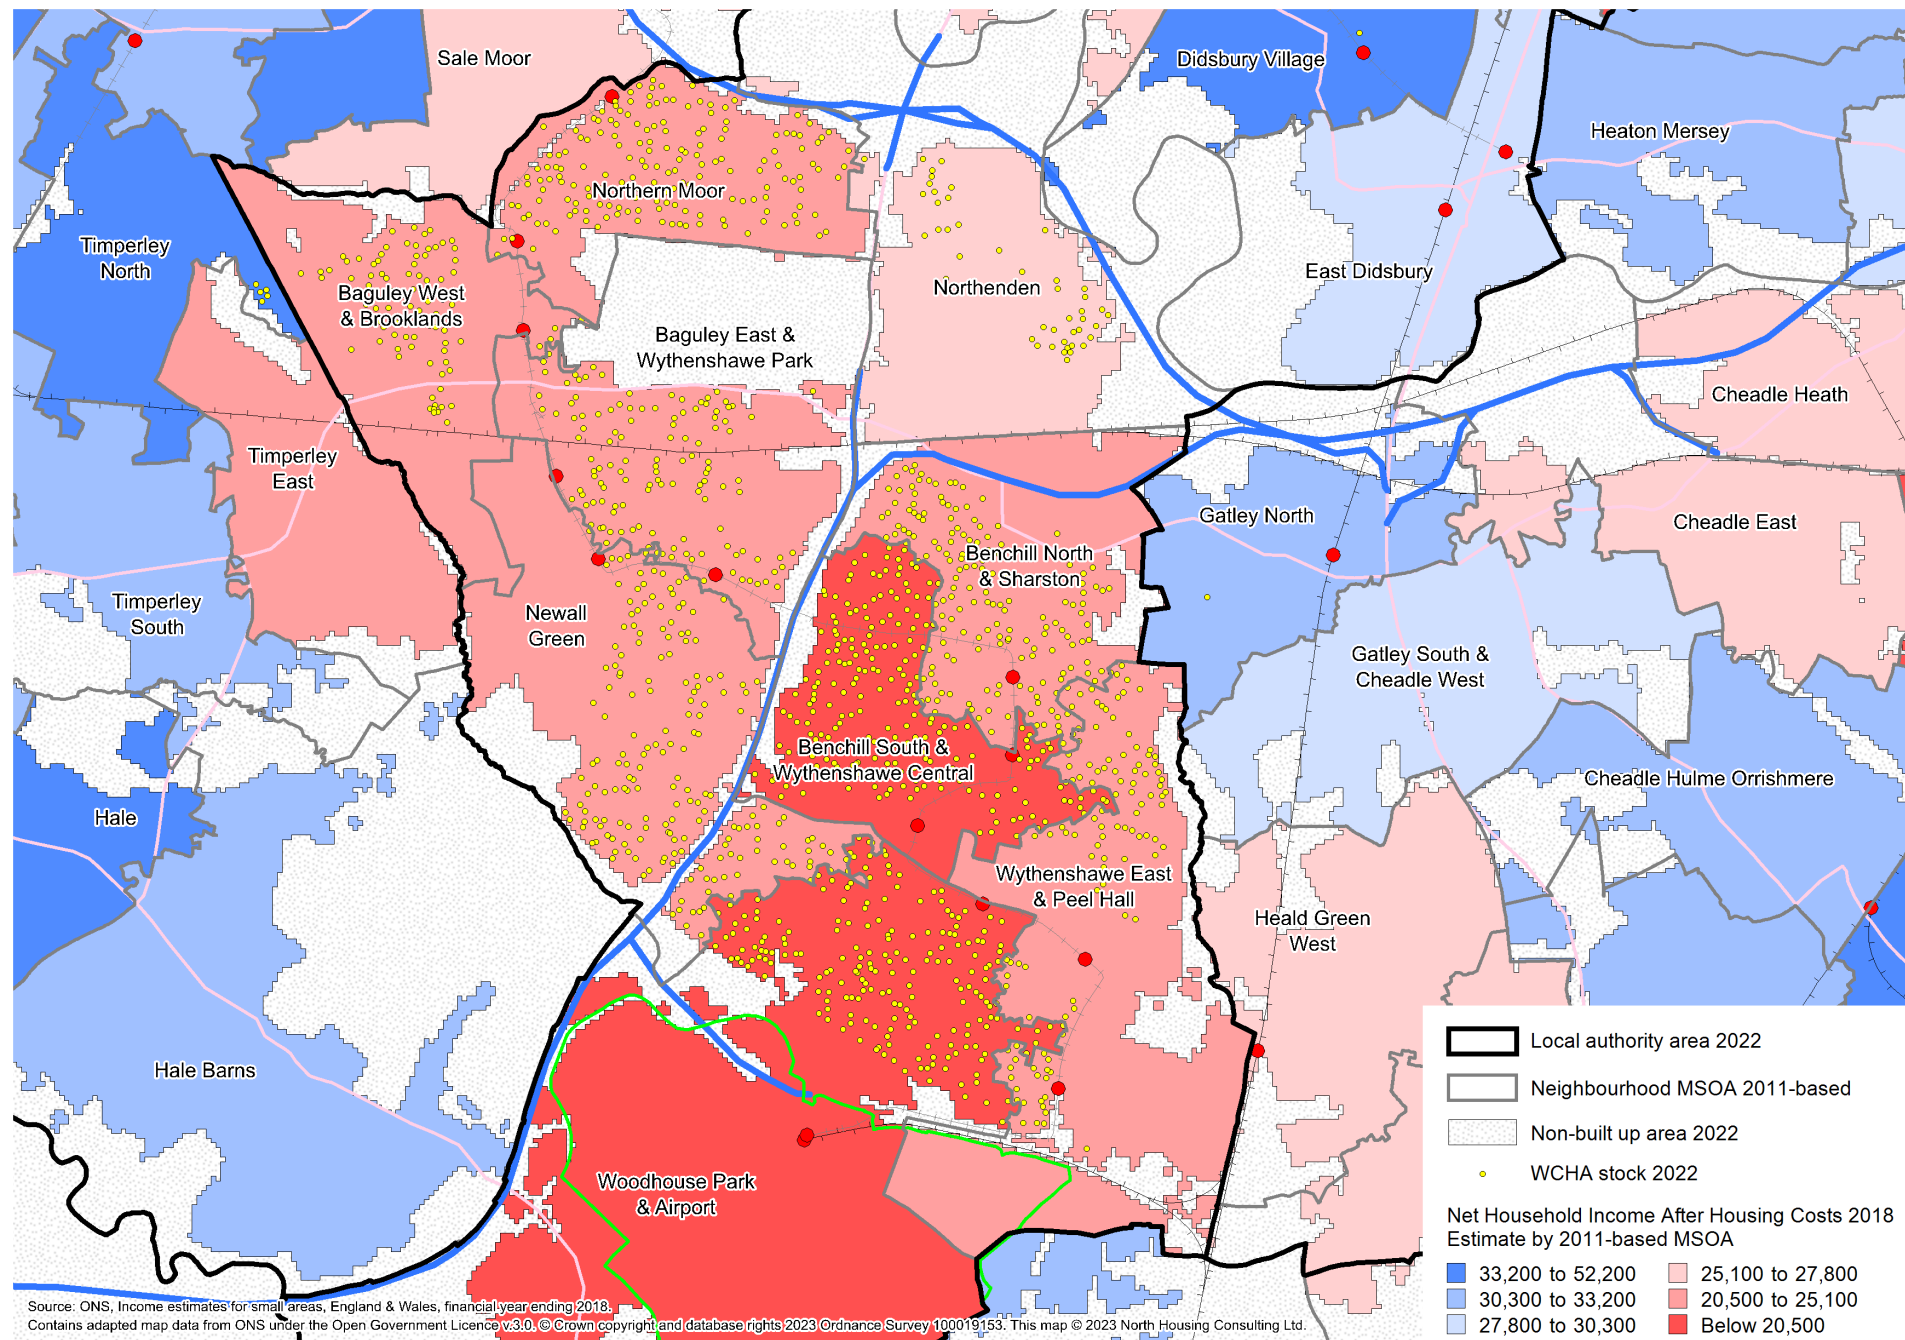 Sale Moor
Didsbury Village
Heaton Mersey
Northern Moor
Timperley
North
East Didsbury
Northenden
Baguley West
& Brooklands
Baguley East &
Wythenshawe Park
Cheadle Heath
Timperley
East
Gatley North
Cheadle East
Benchill North
& Sharston
Timperley
South
Newall
Green
Gatley South &
Cheadle West
Benchill South &
Wythenshawe Central
Cheadle Hulme Orrishmere
Hale
Wythenshawe East
& Peel Hall
Heald Green
West
Hale Barns
Woodhouse Park
& Airport
Local authority area 2022
Neighbourhood MSOA 2011-based
Non-built up area 2022
WCHA stock 2022
Net Household Income After Housing Costs 2018
Estimate by 2011-based MSOA
33,200 to 52,200
30,300 to 33,200
27,800 to 30,300
25,100 to 27,800
20,500 to 25,100
Below 20,500
Source: ONS, Income estimates for small areas, England & Wales, financial year ending 2018.
Contains adapted map data from ONS under the Open Government Licence v.3.0. © Crown copyright and database rights 2023 Ordnance Survey 100019153. This map © 2023 North Housing Consulting Ltd.